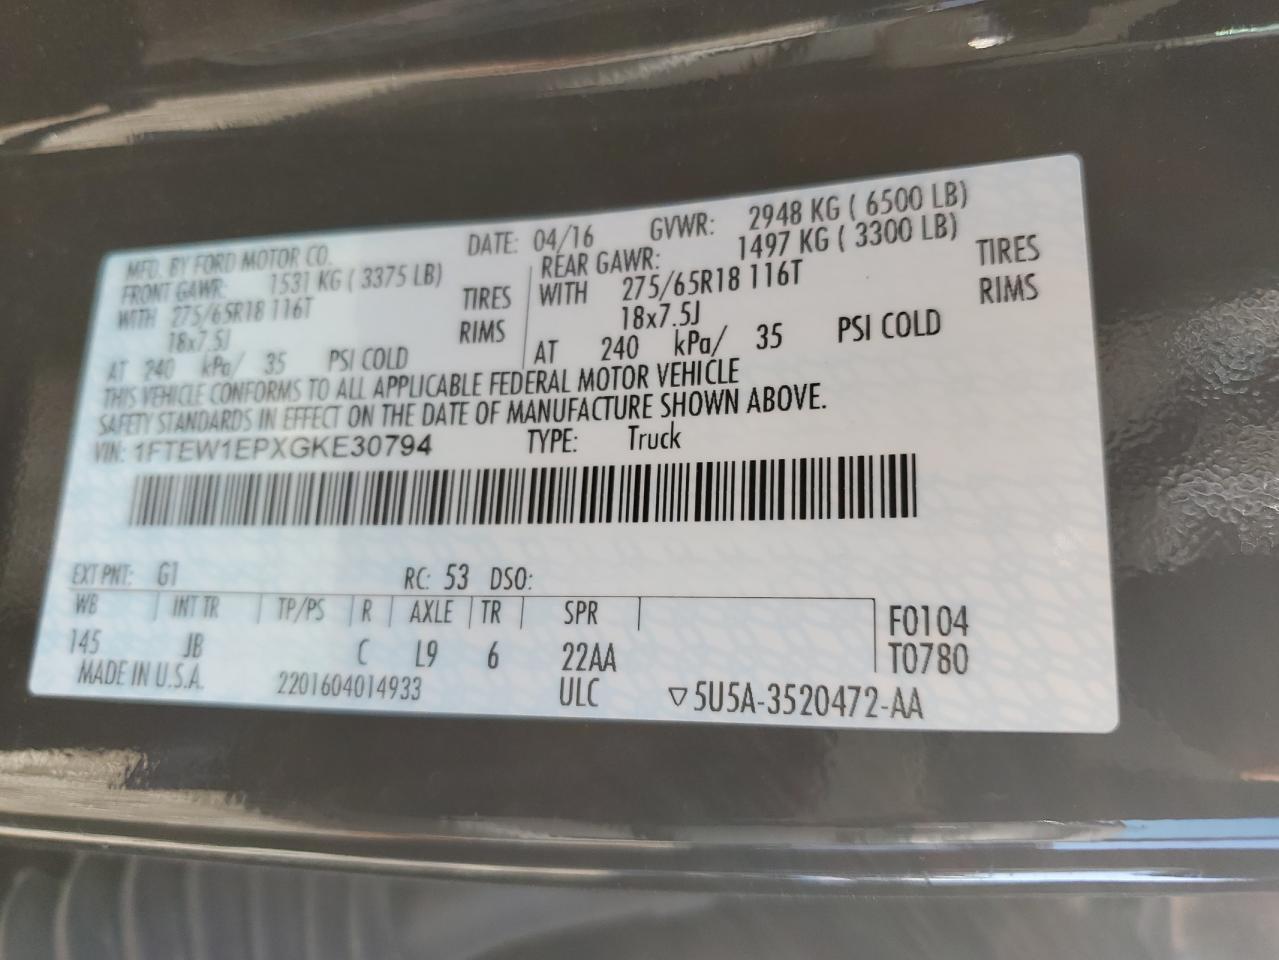 MFD. BY FORD MOTOR CO. DATE: 04/16 GVWR: 2948 KG ( 6500 LB)
FRONT GAWR: 1531 KG ( 3375 LB) REAR GAWR: 1497 KG ( 3300 LB)
WITH 275/65R18 116T TIRES WITH 275/65R18 116T TIRES
18x7.5J RIMS 18x7.5J RIMS
AT 240 kPa/ 35 PSI COLD AT 240 kPa/ 35 PSI COLD
THIS VEHICLE CONFORMS TO ALL APPLICABLE FEDERAL MOTOR VEHICLE
SAFETY STANDARDS IN EFFECT ON THE DATE OF MANUFACTURE SHOWN ABOVE.
VIN: 1FTEW1EPXGKE30794 TYPE: Truck
EXT PNT: G1 RC: 53 DSO:
WB INT TR TP/PS R AXLE TR SPR F0104
145 JB C L9 6 22AA T0780
MADE IN U.S.A. 2201604014933 ULC ▽5U5A-3520472-AA